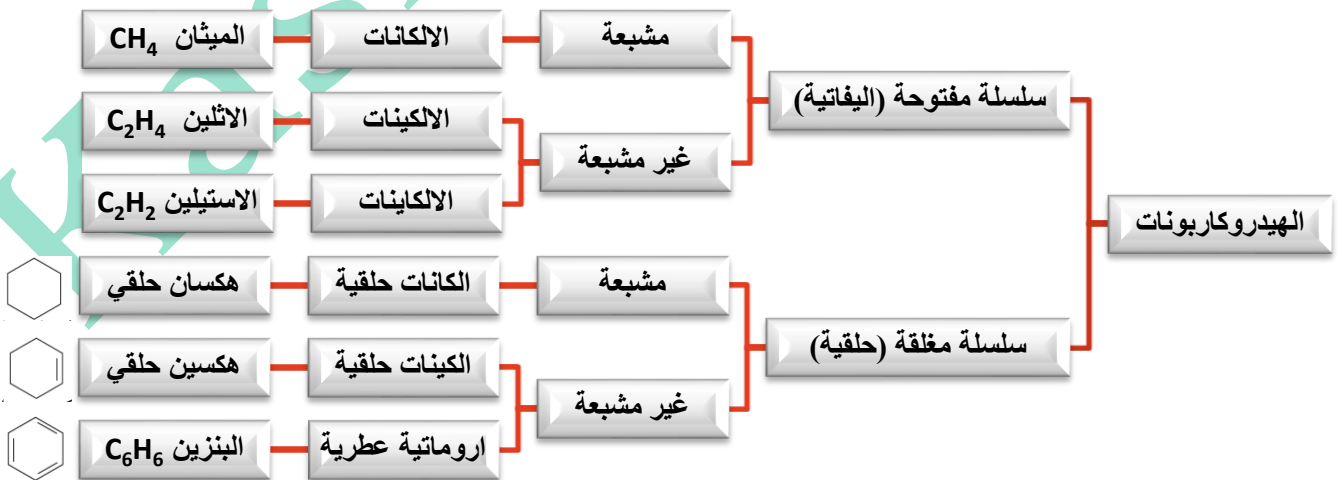 الهيدروكاربونات
سلسلة مفتوحة (اليفاتية)
مشبعة
الالكانات
الميثان CH₄
غير مشبعة
الالكينات
الاثلين C₂H₄
الالكاينات
الاستيلين C₂H₂
سلسلة مغلقة (حلقية)
مشبعة
الكانات حلقية
هكسان حلقي
غير مشبعة
الكينات حلقية
هكسين حلقي
اروماتية عطرية
البنزين C₆H₆